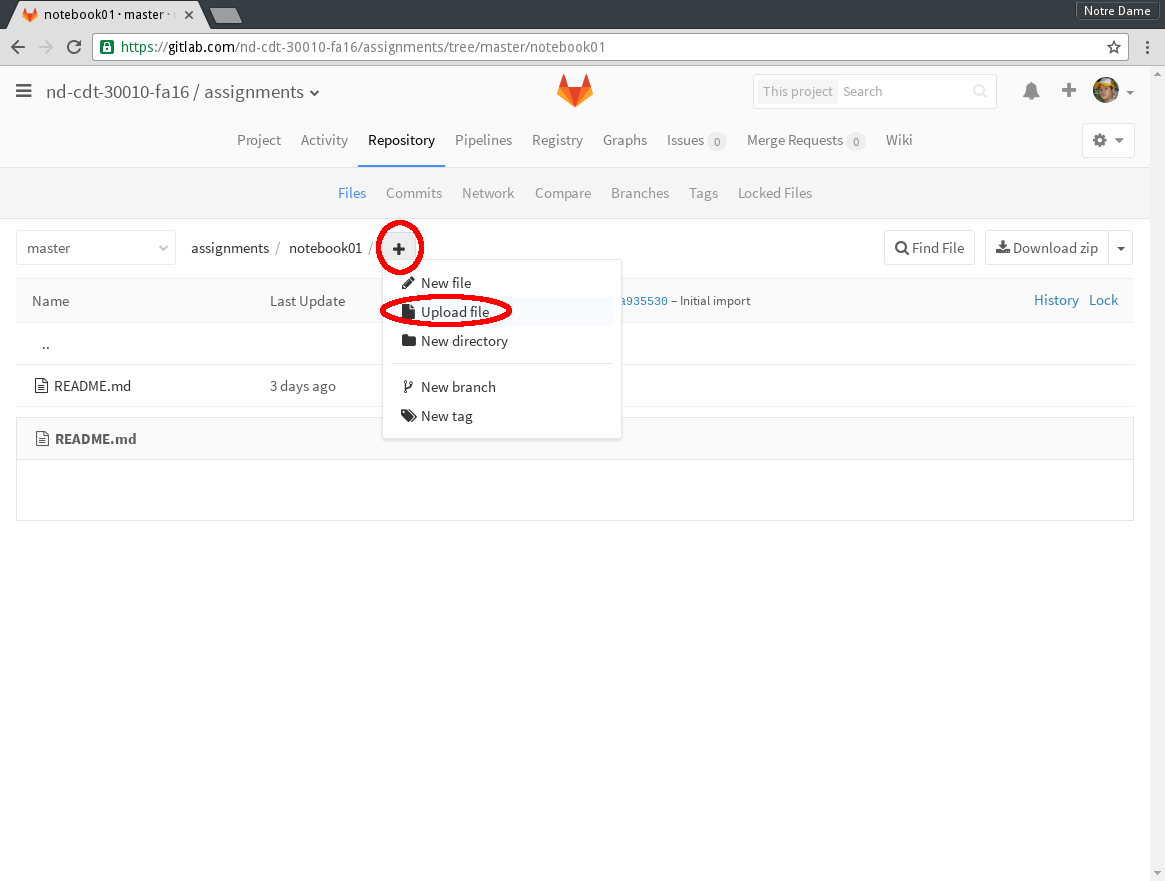 notebook01 · master ·
Notre Dame
https://gitlab.com/nd-cdt-30010-fa16/assignments/tree/master/notebook01
nd-cdt-30010-fa16 / assignments
This project Search
Project Activity Repository Pipelines Registry Graphs Issues 0 Merge Requests 0 Wiki
Files Commits Network Compare Branches Tags Locked Files
master assignments / notebook01 / + Find File Download zip
New file
Name Last Update a935530 – Initial import History Lock
Upload file
New directory
..
README.md 3 days ago
New branch
New tag
README.md